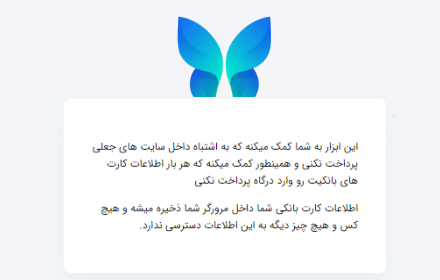 این ابزار به شما کمک میکنه که به اشتباه داخل سایت های جعلی
پرداخت نکنی و همینطور کمک میکنه که هر بار اطلاعات کارت
های بانکیت رو وارد درگاه پرداخت نکنی
اطلاعات کارت بانکی شما داخل مرورگر شما ذخیره میشه و هیچ
کس و هیچ چیز دیگه به این اطلاعات دسترسی ندارد.